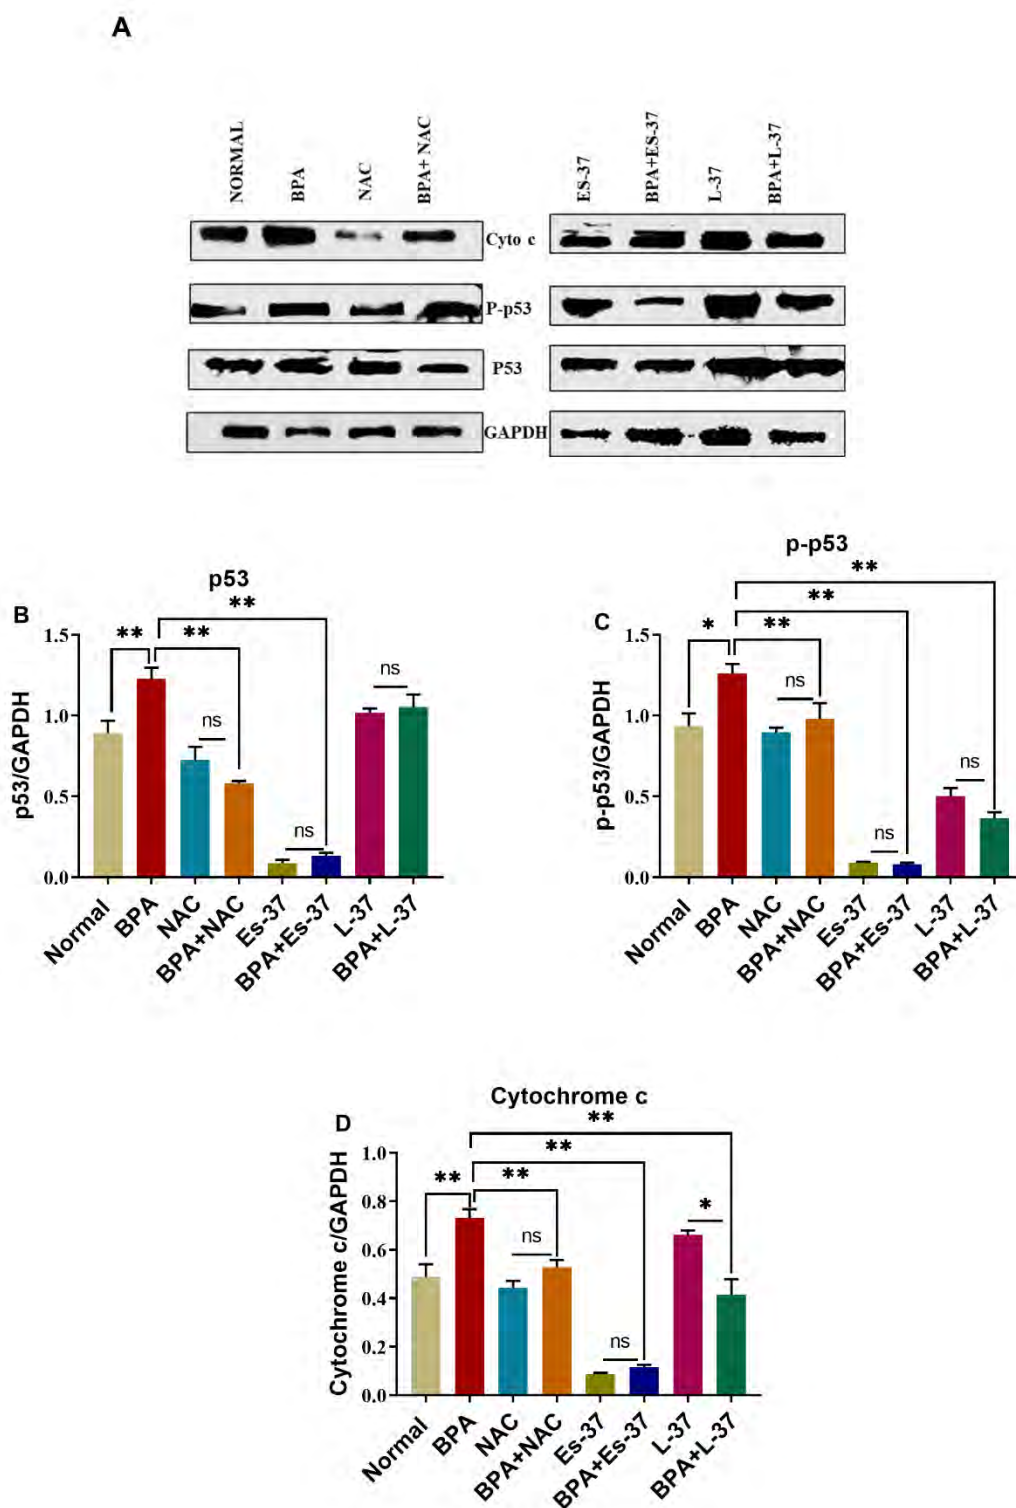 A
NORMAL
BPA
NAC
BPA+ NAC
ES-37
BPA+ES-37
L-37
BPA+L-37
Cyto c
P-p53
P53
GAPDH
B
p53
** ** **
ns ns ns
p53/GAPDH
1.5
1.0
0.5
0.0
Normal
BPA
NAC
BPA+NAC
Es-37
BPA+Es-37
L-37
BPA+L-37
C
p-p53
**
**
* **
ns ns ns
p-p53/GAPDH
1.5
1.0
0.5
0.0
Normal
BPA
NAC
BPA+NAC
Es-37
BPA+Es-37
L-37
BPA+L-37
D
Cytochrome c
**
**
** **
*
ns ns
Cytochrome c/GAPDH
1.0
0.8
0.6
0.4
0.2
0.0
Normal
BPA
NAC
BPA+NAC
Es-37
BPA+Es-37
L-37
BPA+L-37